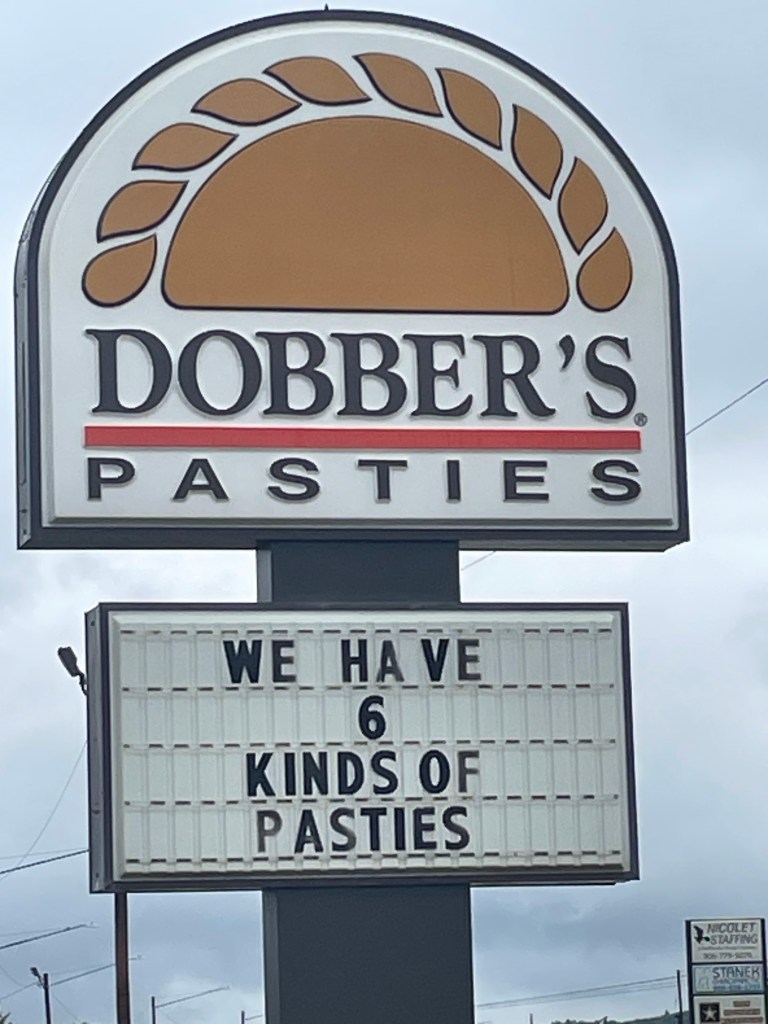 DOBBER'S®
PASTIES
WE HAVE
6
KINDS OF
PASTIES
NICOLET
STAFFING
STANEK